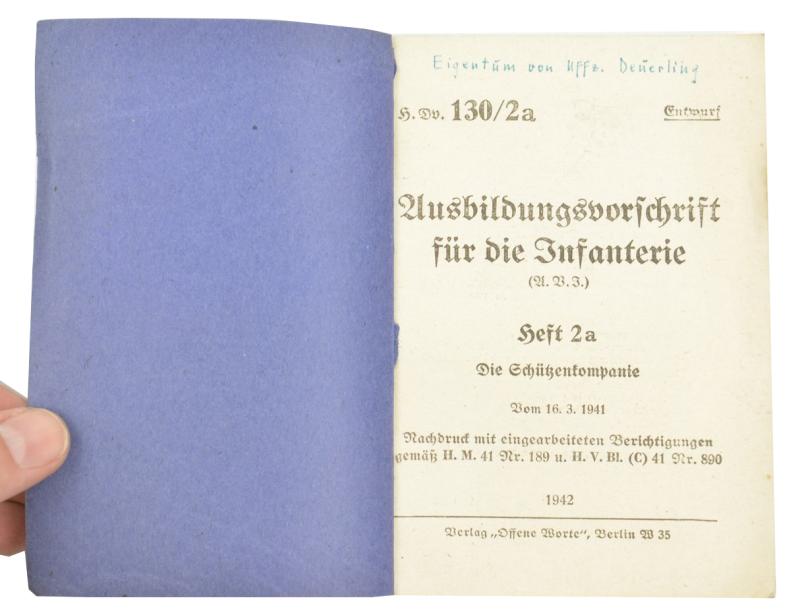 Eigentum von Uffz. Deuerling
H. Dv. 130/2a
Entwurf
Ausbildungsvorschrift
für die Infanterie
(A. V. I.)
Heft 2a
Die Schützenkompanie
Vom 16. 3. 1941
Nachdruck mit eingearbeiteten Berichtigungen
gemäß H. M. 41 Nr. 189 u. H. V. Bl. (C) 41 Nr. 890
1942
Verlag „Offene Worte“, Berlin W 35